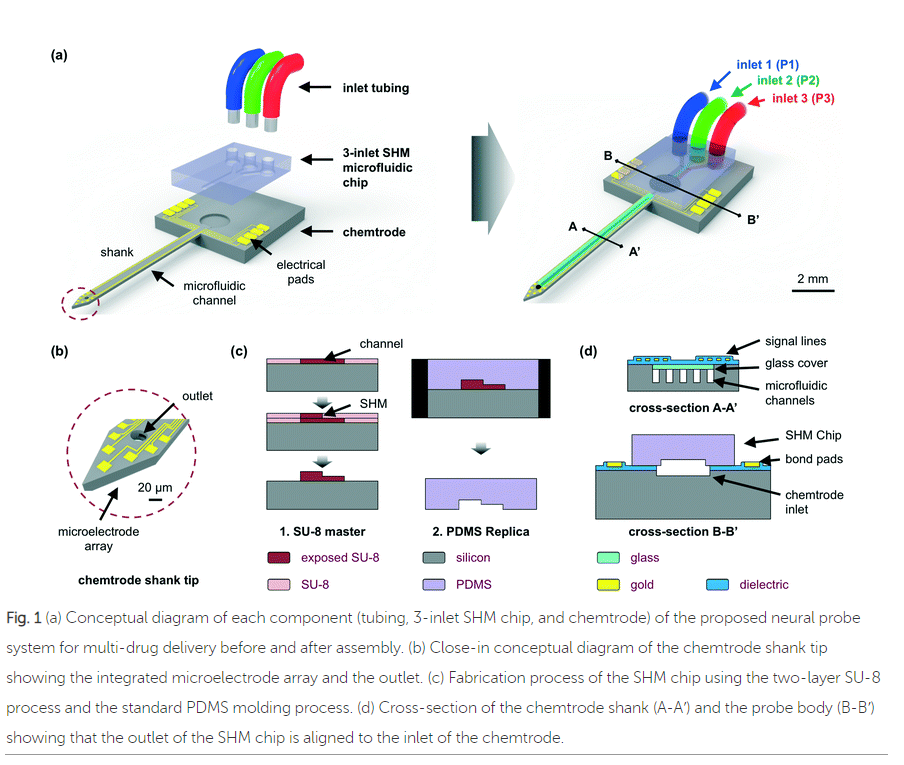 (a)
inlet tubing
3-inlet SHM
microfluidic
chip
chemtrode
shank
electrical
pads
microfluidic
channel
inlet 1 (P1)
inlet 2 (P2)
inlet 3 (P3)
B
B'
A
A'
2 mm
(b)
outlet
20 µm
microelectrode
array
chemtrode shank tip
(c)
channel
SHM
1. SU-8 master
2. PDMS Replica
exposed SU-8
silicon
SU-8
PDMS
(d)
signal lines
glass cover
microfluidic
channels
cross-section A-A'
SHM Chip
bond pads
chemtrode
inlet
cross-section B-B'
glass
gold
dielectric
Fig. 1 (a) Conceptual diagram of each component (tubing, 3-inlet SHM chip, and chemtrode) of the proposed neural probe
system for multi-drug delivery before and after assembly. (b) Close-in conceptual diagram of the chemtrode shank tip
showing the integrated microelectrode array and the outlet. (c) Fabrication process of the SHM chip using the two-layer SU-8
process and the standard PDMS molding process. (d) Cross-section of the chemtrode shank (A-A′) and the probe body (B-B′)
showing that the outlet of the SHM chip is aligned to the inlet of the chemtrode.